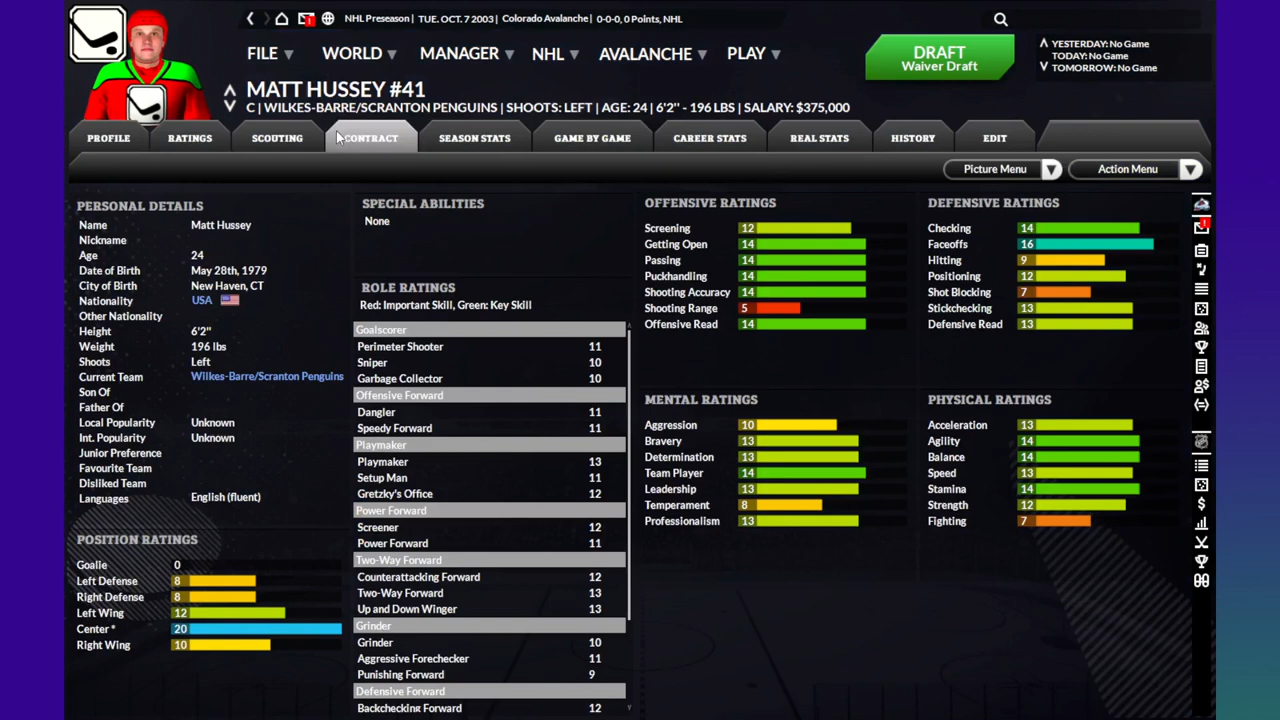 NHL Preseason | TUE. OCT. 7 2003 | Colorado Avalanche | 0-0-0, 0 Points, NHL
FILE WORLD MANAGER NHL AVALANCHE PLAY
DRAFT
Waiver Draft
YESTERDAY: No Game
TODAY: No Game
TOMORROW: No Game
MATT HUSSEY #41
C | WILKES-BARRE/SCRANTON PENGUINS | SHOOTS: LEFT | AGE: 24 | 6'2" - 196 LBS | SALARY: $375,000
PROFILE RATINGS SCOUTING CONTRACT SEASON STATS GAME BY GAME CAREER STATS REAL STATS HISTORY EDIT
Picture Menu Action Menu
PERSONAL DETAILS
Name Matt Hussey
Nickname
Age 24
Date of Birth May 28th, 1979
City of Birth New Haven, CT
Nationality USA
Other Nationality
Height 6'2"
Weight 196 lbs
Shoots Left
Current Team Wilkes-Barre/Scranton Penguins
Son Of
Father Of
Local Popularity Unknown
Int. Popularity Unknown
Junior Preference
Favourite Team
Disliked Team
Languages English (fluent)
POSITION RATINGS
Goalie 0
Left Defense 8
Right Defense 8
Left Wing 12
Center * 20
Right Wing 10
SPECIAL ABILITIES
None
ROLE RATINGS
Red: Important Skill, Green: Key Skill
Goalscorer
Perimeter Shooter 11
Sniper 10
Garbage Collector 10
Offensive Forward
Dangler 11
Speedy Forward 11
Playmaker
Playmaker 13
Setup Man 11
Gretzky's Office 12
Power Forward
Screener 12
Power Forward 11
Two-Way Forward
Counterattacking Forward 12
Two-Way Forward 13
Up and Down Winger 13
Grinder
Grinder 10
Aggressive Forechecker 11
Punishing Forward 9
Defensive Forward
Backchecking Forward 12
OFFENSIVE RATINGS
Screening 12
Getting Open 14
Passing 14
Puckhandling 14
Shooting Accuracy 14
Shooting Range 5
Offensive Read 14
DEFENSIVE RATINGS
Checking 14
Faceoffs 16
Hitting 9
Positioning 12
Shot Blocking 7
Stickchecking 13
Defensive Read 13
MENTAL RATINGS
Aggression 10
Bravery 13
Determination 13
Team Player 14
Leadership 13
Temperament 8
Professionalism 13
PHYSICAL RATINGS
Acceleration 13
Agility 14
Balance 14
Speed 13
Stamina 14
Strength 12
Fighting 7